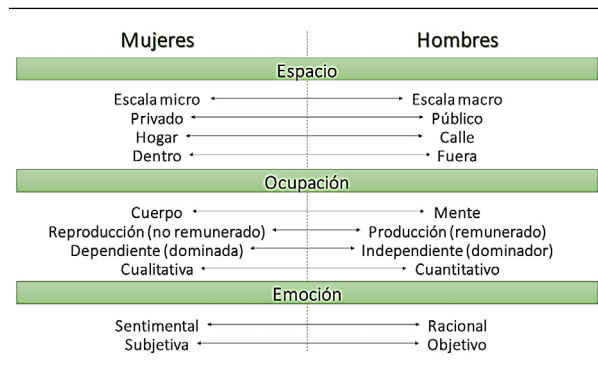 Mujeres Hombres
Espacio
Escala micro Escala macro
Privado Público
Hogar Calle
Dentro Fuera
Ocupación
Cuerpo Mente
Reproducción (no remunerado) Producción (remunerado)
Dependiente (dominada) Independiente (dominador)
Cualitativa Cuantitativo
Emoción
Sentimental Racional
Subjetiva Objetivo